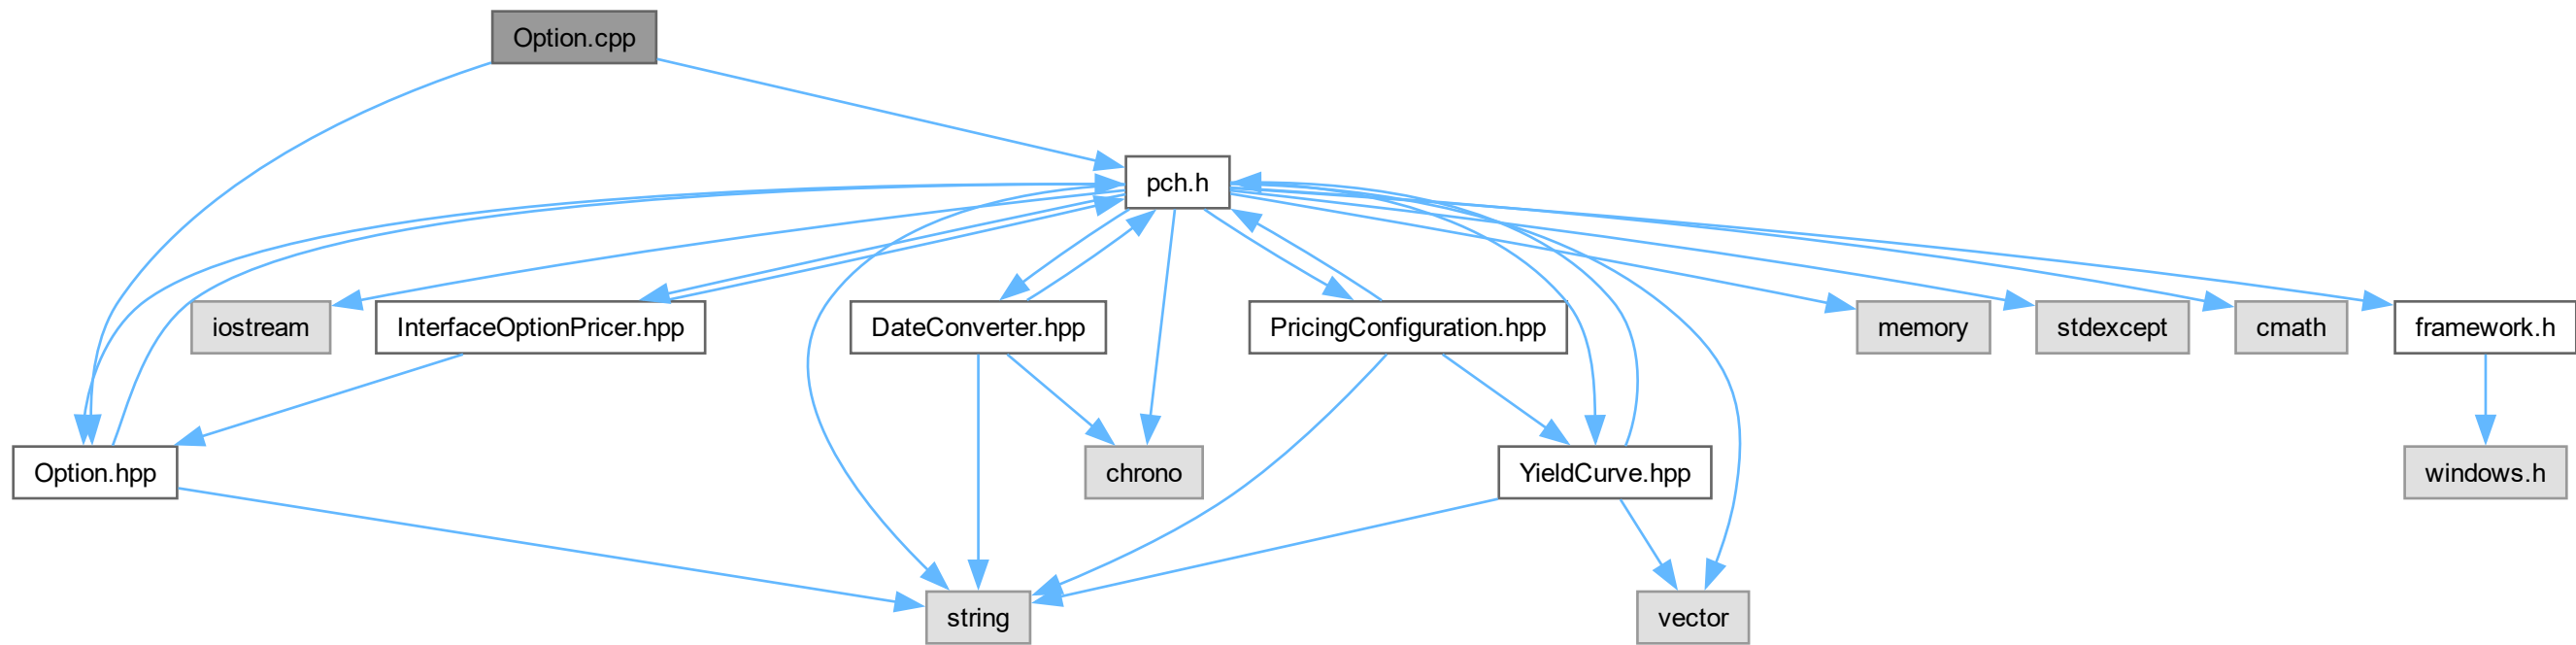 Option.cpp
pch.h
iostream
InterfaceOptionPricer.hpp
DateConverter.hpp
PricingConfiguration.hpp
memory
stdexcept
cmath
framework.h
Option.hpp
chrono
YieldCurve.hpp
windows.h
string
vector